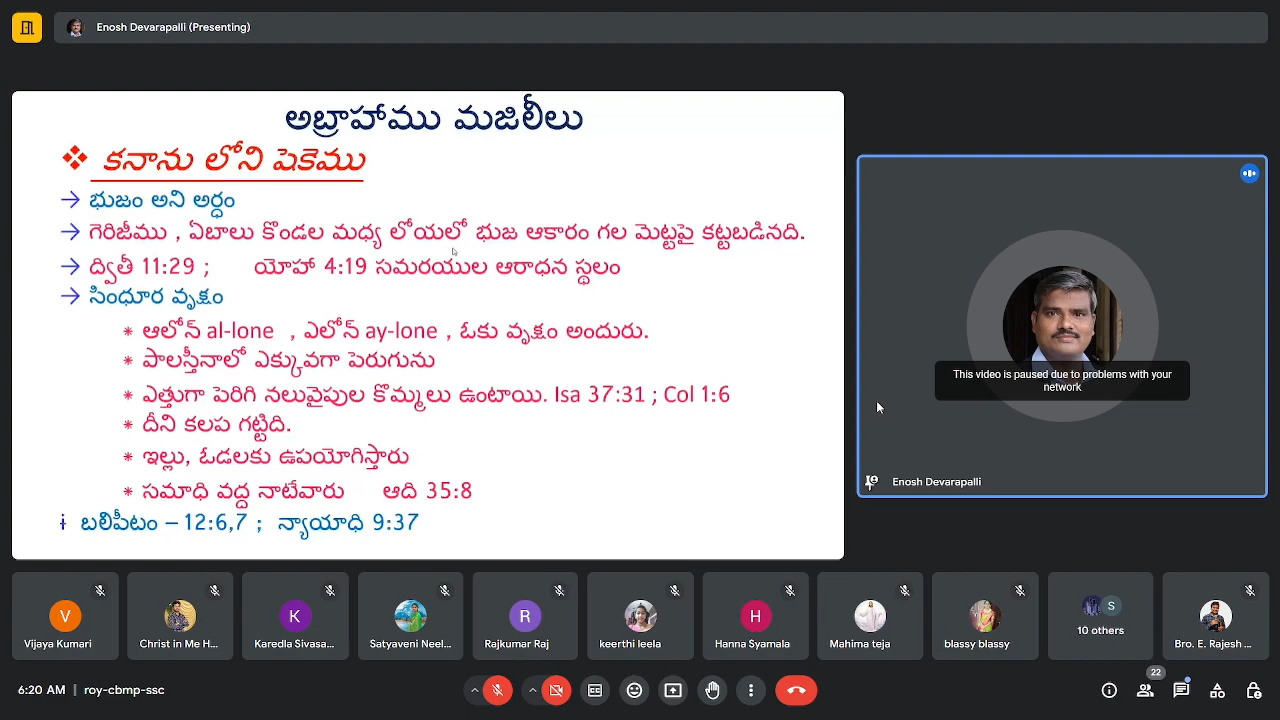 Enosh Devarapalli (Presenting)
అబ్రాహాము మజిలీలు
❖ కనాను లోని షెకెము
→ భుజం అని అర్ధం
→ గెరిజీము , ఏబాలు కొండల మధ్య లోయలో భుజ ఆకారం గల మెట్టపై కట్టబడినది.
→ ద్వితీ 11:29 ; యోహా 4:19 సమరయుల ఆరాధన స్థలం
→ సింధూర వృక్షం
* ఆలోన్ al-lone , ఎలోన్ ay-lone , ఓకు వృక్షం అందురు.
* పాలస్తీనాలో ఎక్కువగా పెరుగును
* ఎత్తుగా పెరిగి నలువైపుల కొమ్మలు ఉంటాయి. Isa 37:31 ; Col 1:6
* దీని కలప గట్టిది.
* ఇల్లు, ఓడలకు ఉపయోగిస్తారు
* సమాధి వద్ద నాటేవారు ఆది 35:8
బలిపీటం – 12:6,7 ; న్యాయాధి 9:37
This video is paused due to problems with your
network
Enosh Devarapalli
V
K
R
H
S
10 others
Vijaya Kumari
Christ in Me H...
Karedla Sivasa...
Satyaveni Neel...
Rajkumar Raj
keerthi leela
Hanna Syamala
Mahima teja
blassy blassy
Bro. E. Rajesh ...
6:20 AM | roy-cbmp-ssc
22